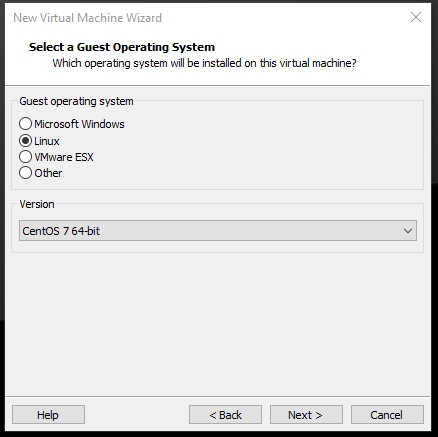 New Virtual Machine Wizard
Select a Guest Operating System
Which operating system will be installed on this virtual machine?
Guest operating system
Microsoft Windows
Linux
VMware ESX
Other
Version
CentOS 7 64-bit
Help
< Back
Next >
Cancel